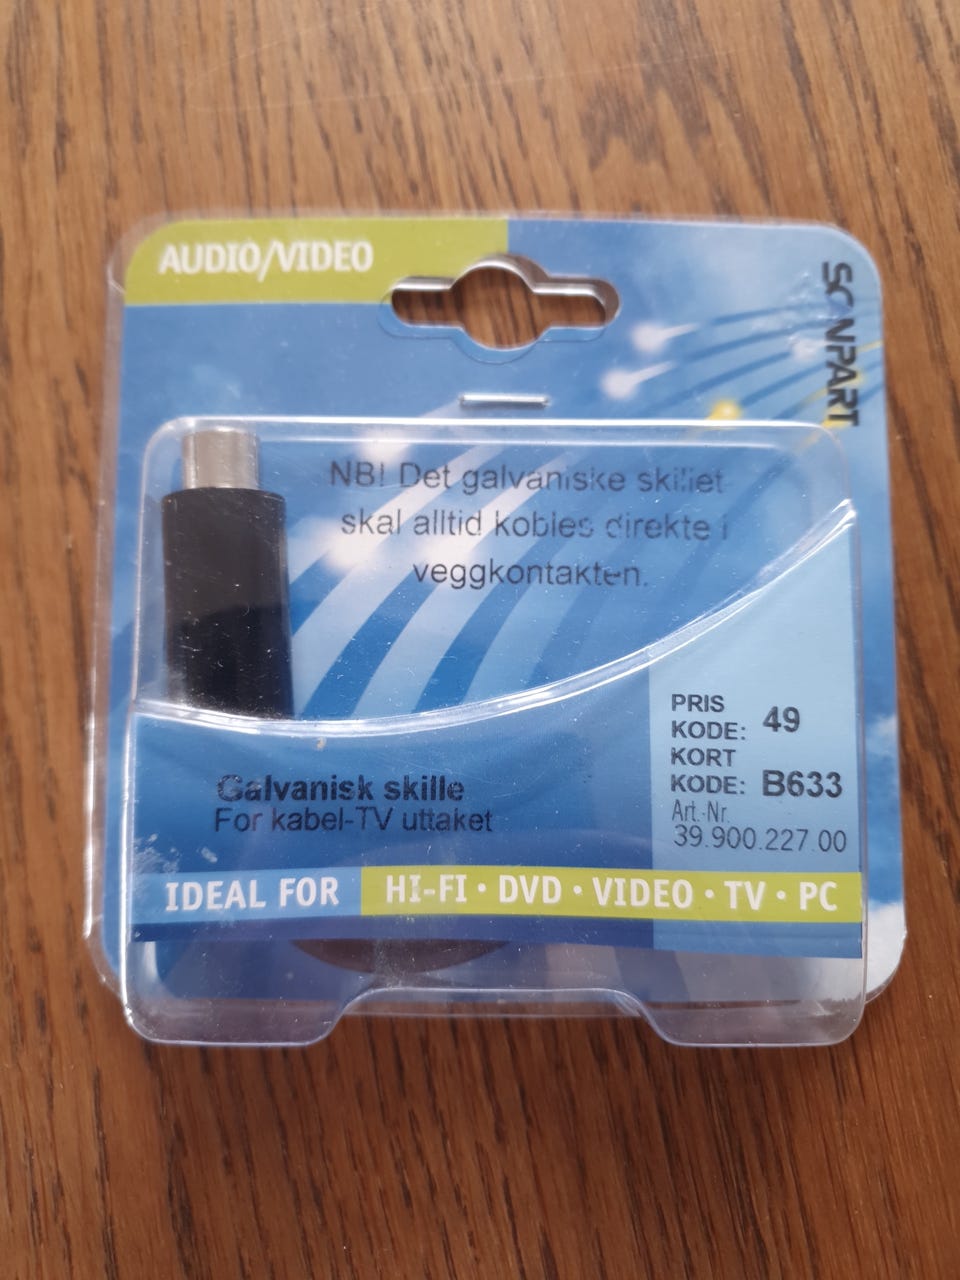 AUDIO/VIDEO
SCANPART
NB! Det galvaniske skillet
skal alltid kobles direkte i
veggkontakten.
PRIS
KODE: 49
KORT
KODE: B633
Art.-Nr.
39.900.227.00
Galvanisk skille
For kabel-TV uttaket
IDEAL FOR HI-FI · DVD · VIDEO · TV · PC